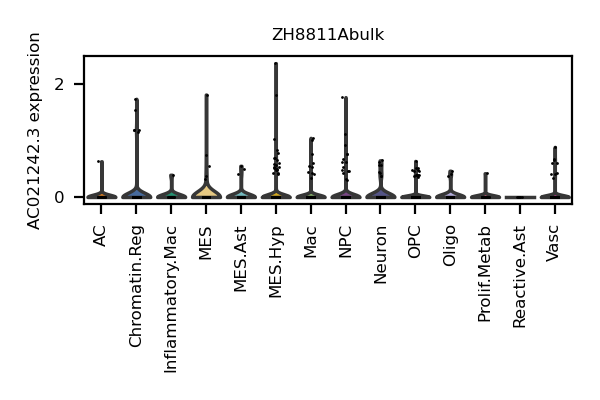 ZH8811Abulk
AC021242.3 expression
2
0
AC
Chromatin.Reg
Inflammatory.Mac
MES
MES.Ast
MES.Hyp
Mac
NPC
Neuron
OPC
Oligo
Prolif.Metab
Reactive.Ast
Vasc